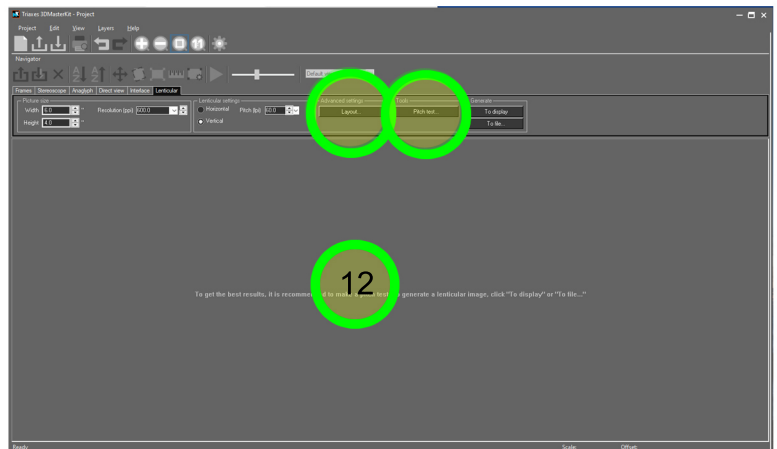 Triaxes 3DMasterKit - Project
Project Edit View Layers Help
Navigator
Default
Frames Stereoscope Anaglyph Direct view Interlace Lenticular
Picture size Lenticular settings Advanced settings Tools Generate
Width 6.0 " Resolution (ppi) 600.0 Horizontal Pitch (lpi) 60.0 Layout... Pitch test... To display
Height 4.0 " Vertical To file...
12
To get the best results, it is recommended to make a pitch test. To generate a lenticular image, click "To display" or "To file..."
Ready Scale: Offset: